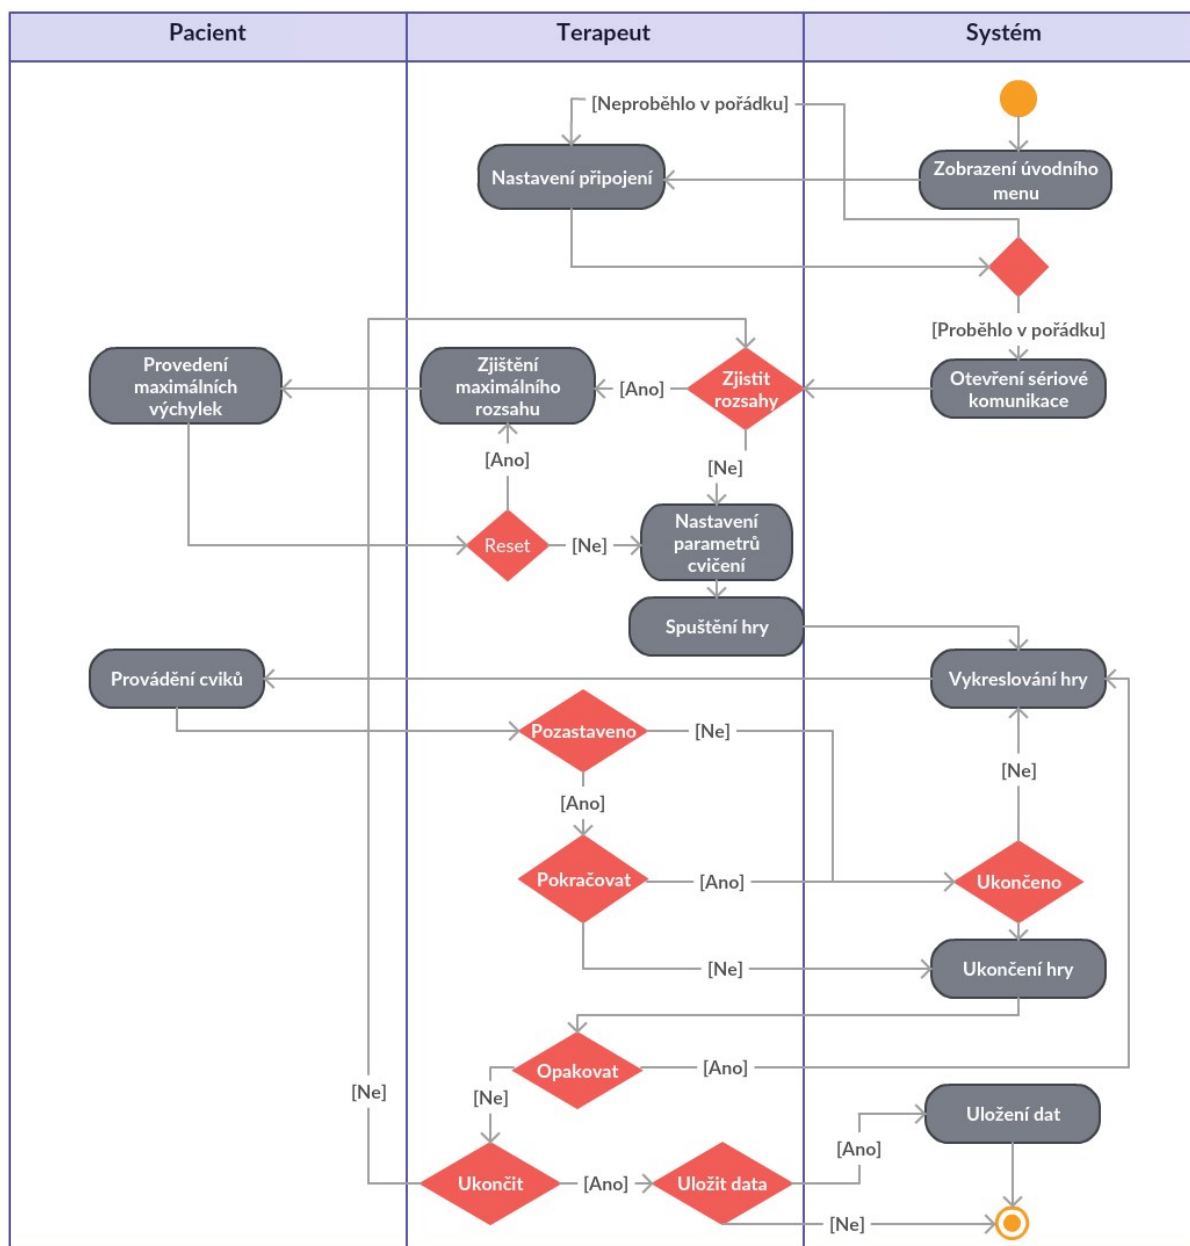 Pacient
Terapeut
Systém
[Neproběhlo v pořádku]
Nastavení připojení
Zobrazení úvodního
menu
[Proběhlo v pořádku]
Provedení
maximálních
výchylek
Zjištění
maximálního
rozsahu
[Ano]
Zjistit
rozsahy
Otevření sériové
komunikace
[Ano]
[Ne]
Reset
[Ne]
Nastavení
parametrů
cvičení
Spuštění hry
Provádění cviků
Vykreslování hry
Pozastaveno
[Ne]
[Ne]
[Ano]
Pokračovat
[Ano]
Ukončeno
[Ne]
Ukončení hry
Opakovat
[Ano]
[Ne]
[Ne]
Uložení dat
[Ano]
Ukončit
[Ano]
Uložit data
[Ne]